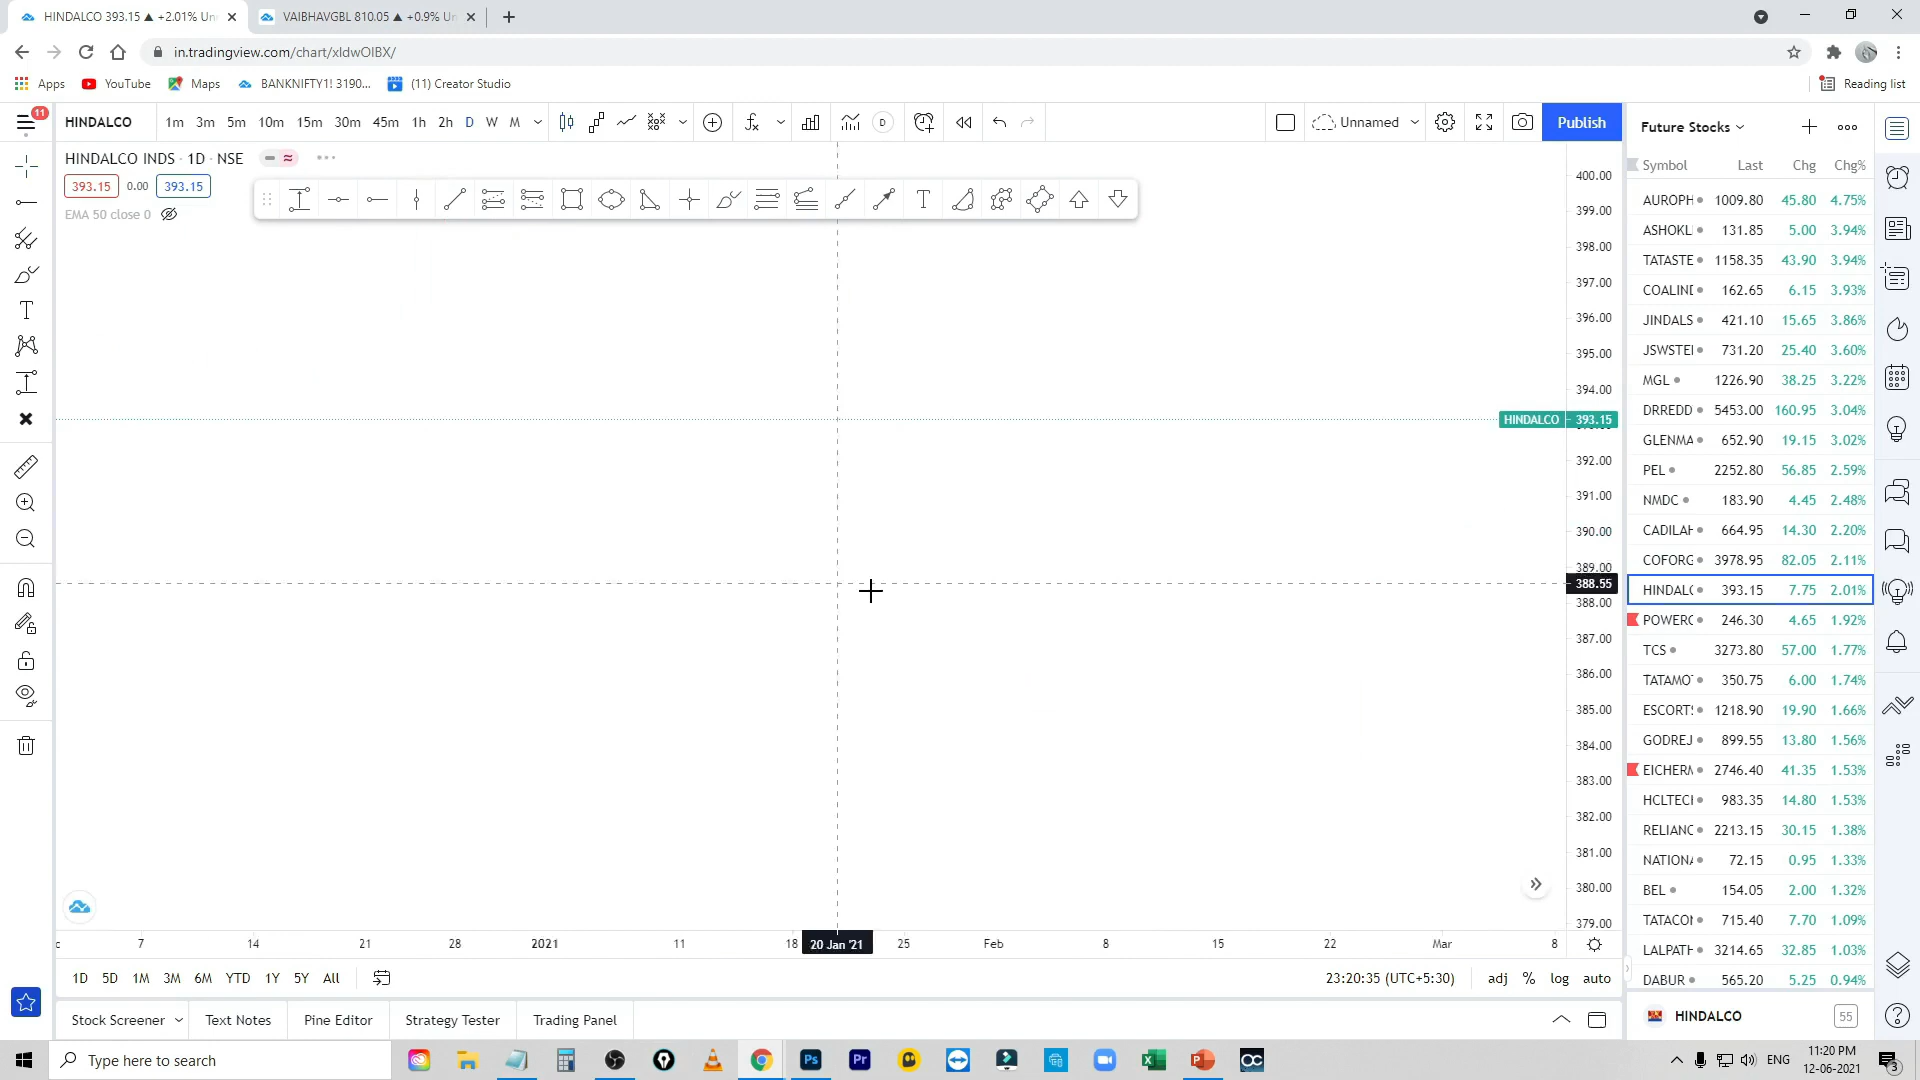 HINDALCO 393.15 ▲ +2.01% Un
VAIBHAVGBL 810.05 ▲ +0.9% Un
in.tradingview.com/chart/xIdwOIBX/
Apps YouTube Maps BANKNIFTY1! 3190... (11) Creator Studio Reading list
11 HINDALCO 1m 3m 5m 10m 15m 30m 45m 1h 2h D W M D Unnamed Publish Future Stocks
HINDALCO INDS · 1D · NSE
393.15 0.00 393.15
EMA 50 close 0
T
T
400.00
399.00
398.00
397.00
396.00
395.00
394.00
HINDALCO 393.15
392.00
391.00
390.00
389.00
388.55
388.00
387.00
386.00
385.00
384.00
383.00
382.00
381.00
380.00
379.00
Symbol Last Chg Chg%
AUROPH 1009.80 45.80 4.75%
ASHOKL 131.85 5.00 3.94%
TATASTE 1158.35 43.90 3.94%
COALIND 162.65 6.15 3.93%
JINDALS 421.10 15.65 3.86%
JSWSTEI 731.20 25.40 3.60%
MGL 1226.90 38.25 3.22%
DRREDD 5453.00 160.95 3.04%
GLENMA 652.90 19.15 3.02%
PEL 2252.80 56.85 2.59%
NMDC 183.90 4.45 2.48%
CADILAH 664.95 14.30 2.20%
COFORG 3978.95 82.05 2.11%
HINDALC 393.15 7.75 2.01%
POWERG 246.30 4.65 1.92%
TCS 3273.80 57.00 1.77%
TATAMO 350.75 6.00 1.74%
ESCORTS 1218.90 19.90 1.66%
GODREJ 899.55 13.80 1.56%
EICHERM 2746.40 41.35 1.53%
HCLTECH 983.35 14.80 1.53%
RELIANC 2213.15 30.15 1.38%
NATIONA 72.15 0.95 1.33%
BEL 154.05 2.00 1.32%
TATACON 715.40 7.70 1.09%
LALPATH 3214.65 32.85 1.03%
DABUR 565.20 5.25 0.94%
c 7 14 21 28 2021 11 18 20 Jan '21 25 Feb 8 15 22 Mar 8
1D 5D 1M 3M 6M YTD 1Y 5Y All 23:20:35 (UTC+5:30) adj % log auto
Stock Screener Text Notes Pine Editor Strategy Tester Trading Panel
HINDALCO 55
Type here to search
Ps Pr CC
ENG 11:20 PM
12-06-2021 3